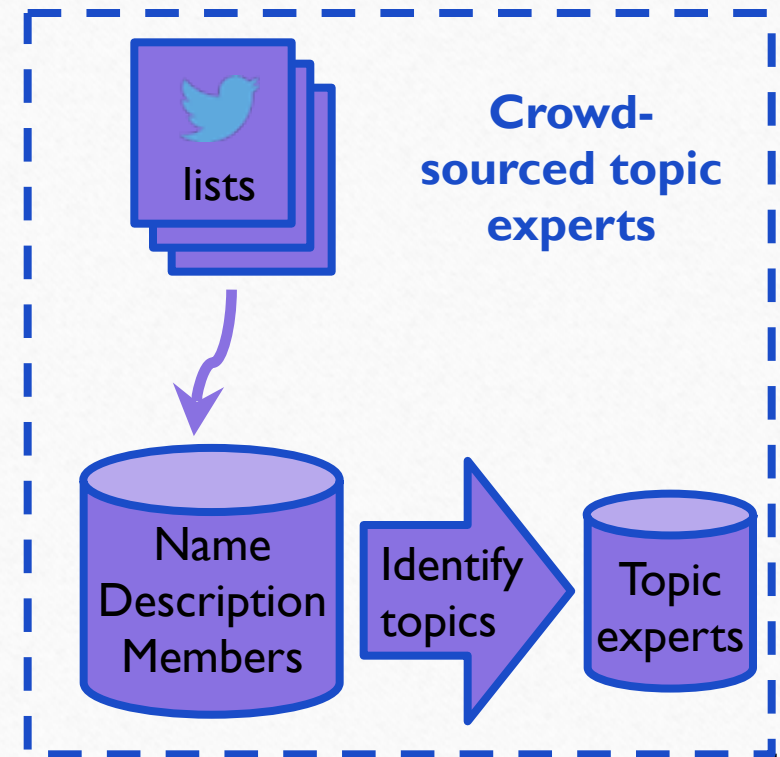 lists
Crowd-
sourced topic
experts
Name
Description
Members
Identify
topics
Topic
experts